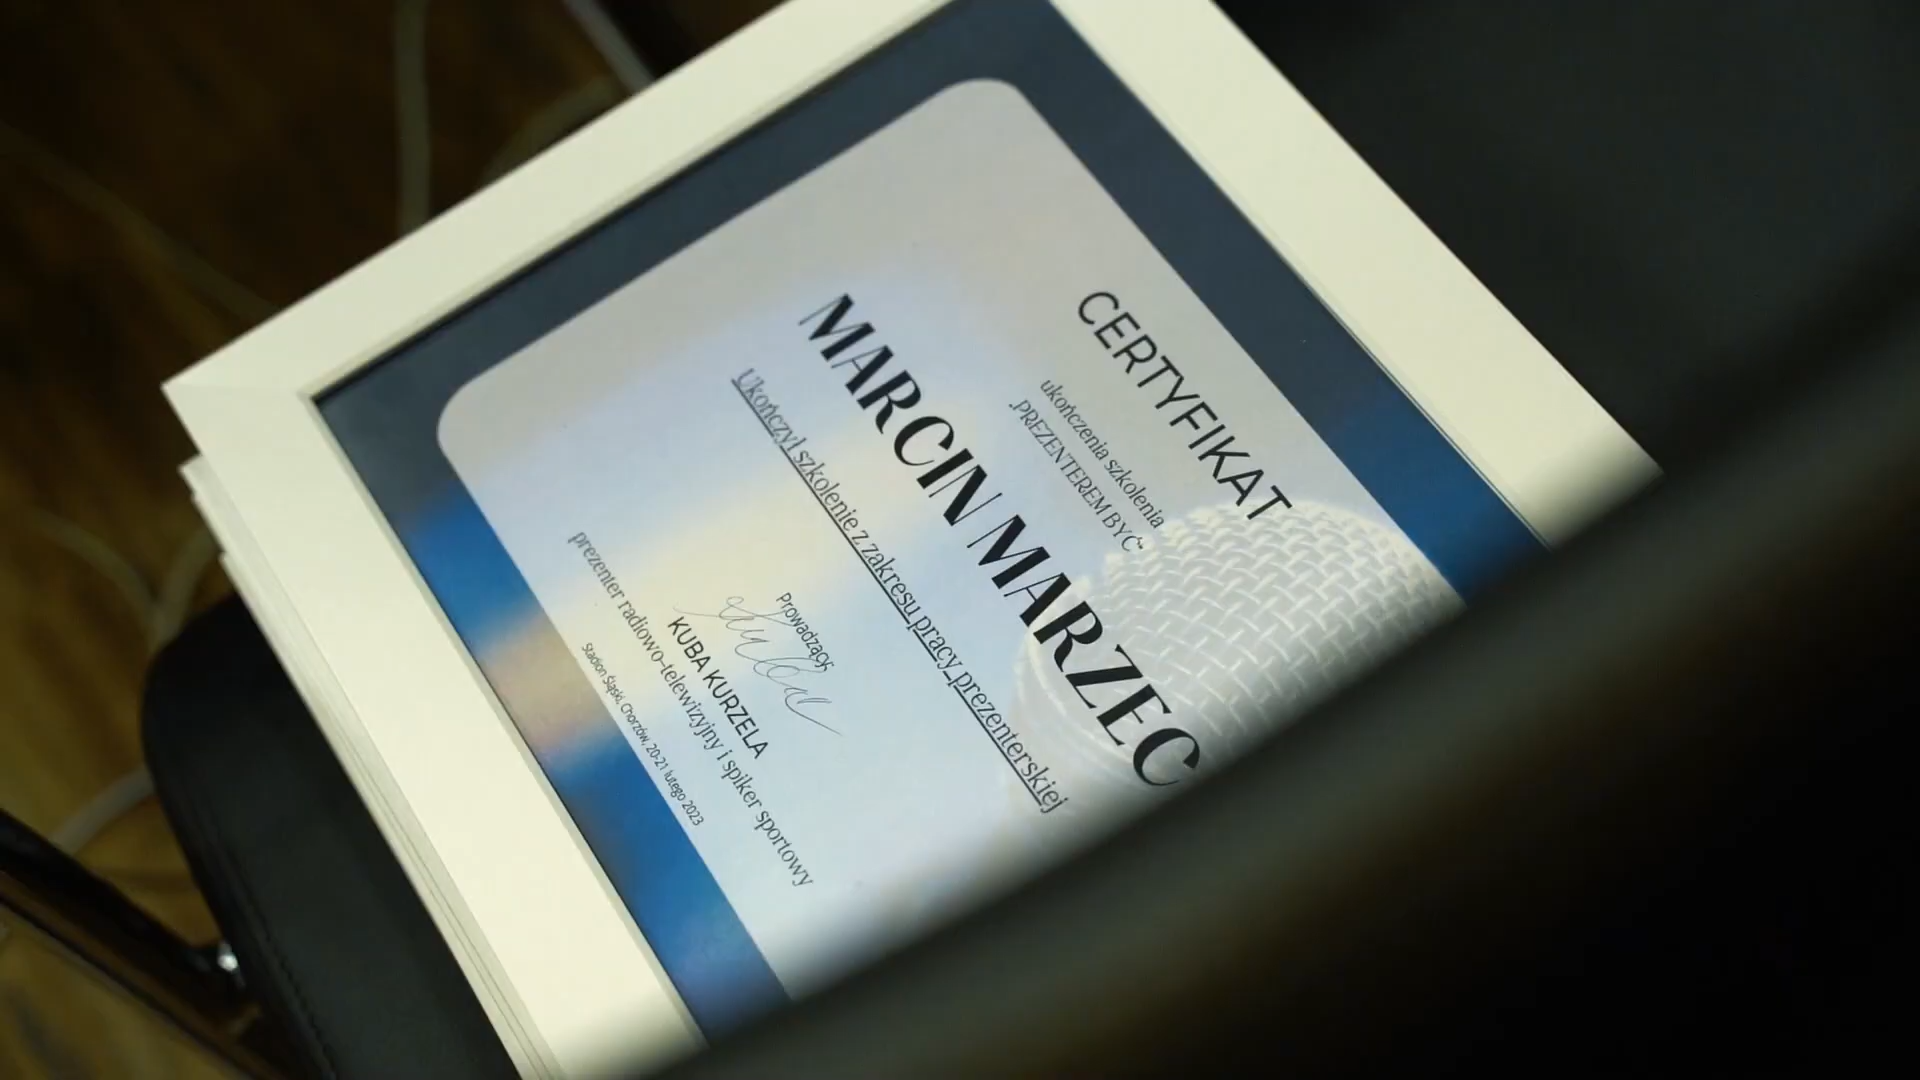 CERTYFIKAT
ukończenia szkolenia
„PREZENTEREM BYĆ”
MARCIN MARZEC
Ukończył szkolenie z zakresu pracy prezenterskiej
Prowadzący:
KUBA KURZELA
prezenter radiowo-telewizyjny i spiker sportowy
Stadion Śląski, Chorzów, 20-21 lutego 2023